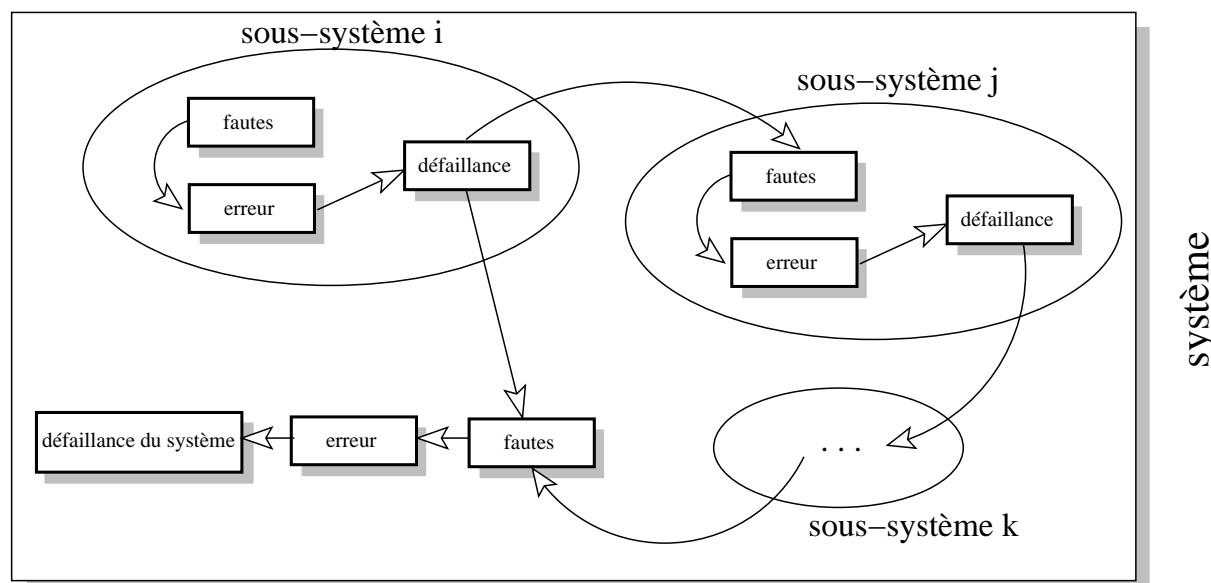 sous−système i
fautes
erreur
défaillance
sous−système j
fautes
erreur
défaillance
système
défaillance du système
erreur
fautes
. . .
sous−système k